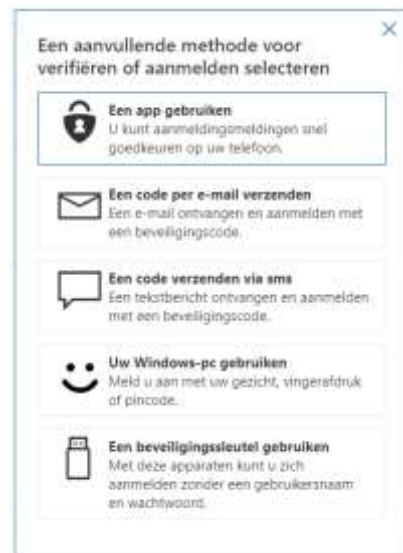 Een aanvullende methode voor
verifiëren of aanmelden selecteren
Een app gebruiken
U kunt aanmeldingsmeldingen snel
goedkeuren op uw telefoon.
Een code per e-mail verzenden
Een e-mail ontvangen en aanmelden met
een beveiligingscode.
Een code verzenden via sms
Een tekstbericht ontvangen en aanmelden
met een beveiligingscode.
Uw Windows-pc gebruiken
Meld u aan met uw gezicht, vingerafdruk
of pincode.
Een beveiligingssleutel gebruiken
Met deze apparaten kunt u zich
aanmelden zonder een gebruikersnaam
en wachtwoord.